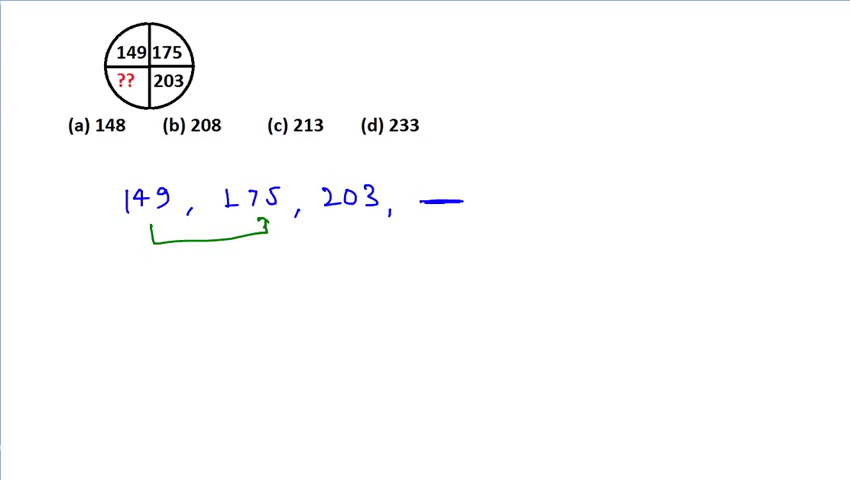 149 175
?? 203
(a) 148 (b) 208 (c) 213 (d) 233
149, 175, 203, —